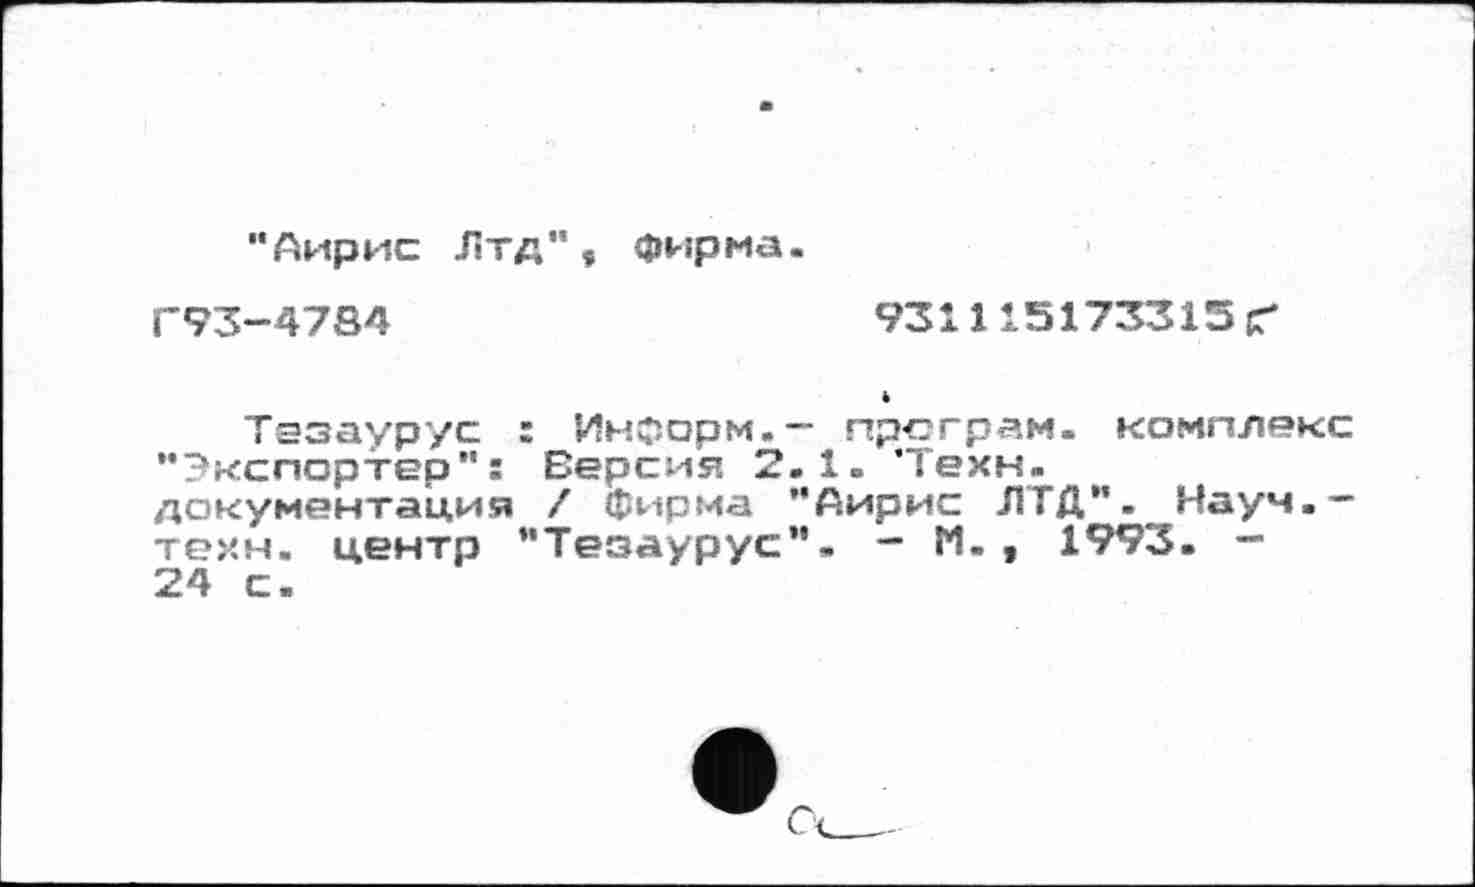 "Аирис Лтд", фирма.
Г93-4784 931115173315
Тезаурус : Информ.- програм. комплекс
"Экспортер": Версия 2.1. Техн.
документация / Фирма "Аирис ЛТД". Науч.-
техн. центр "Тезаурус". - М., 1993. -
24 с.
а